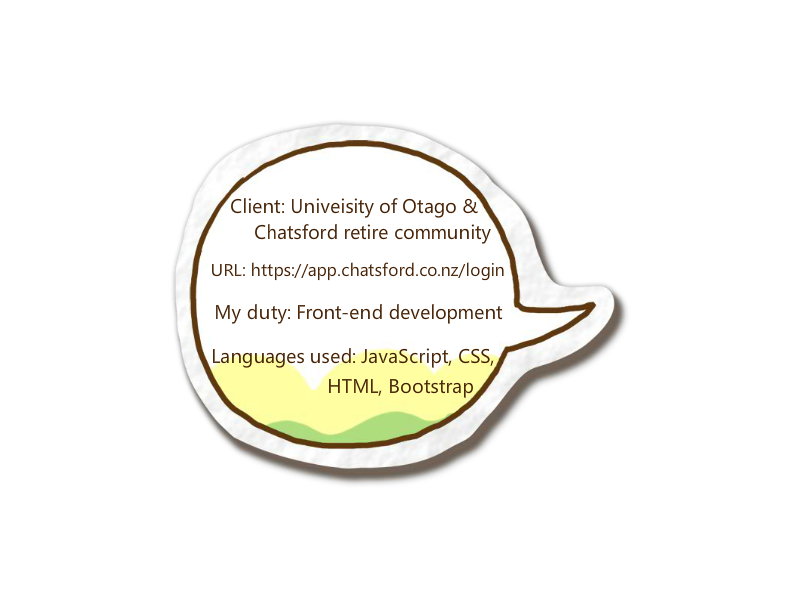 Client: Univeisity of Otago &
Chatsford retire community
URL: https://app.chatsford.co.nz/login
My duty: Front-end development
Languages used: JavaScript, CSS,
HTML, Bootstrap